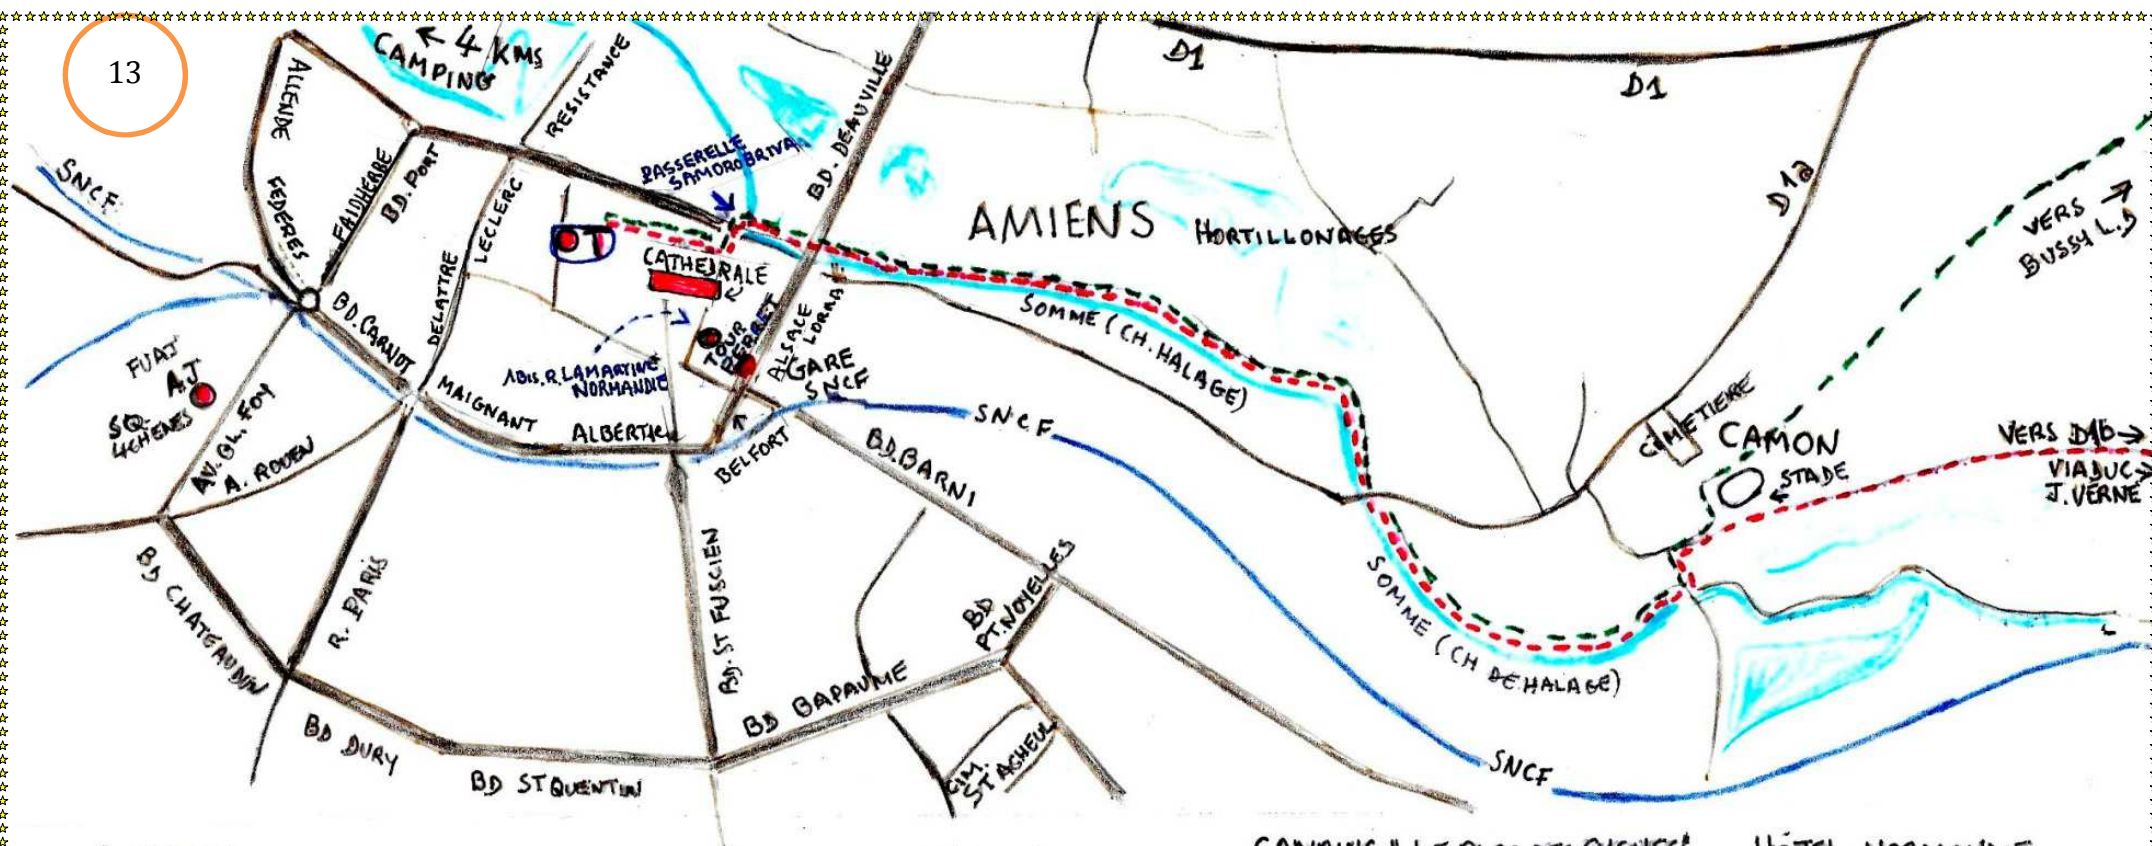 13
← 4 KMS
CAMPING
RESISTANCE
ALLENDE
FEDERES
FAIDHERBE
BD. PORT
LECLERC
DELATTRE
SNCF
PASSERELLE
SAMOROBRIVA
BD. DEAUVILLE
D1
D1
D1a
AMIENS
HORTILLONAGES
VERS →
BUSSY L.D
CATHEDRALE
TOUR
PERRET
ALSACE
LORRAI
GARE
SNCF
BD. CARNOT
FUAJ
A.J
SQ.
4 CHENES
AV. GL. FOY
A. ROUEN
MAIGNANT
ALBERT
1 BIS. R. LAMARTINE
NORMANDIE
BELFORT
SNCF
BD. BARNI
SOMME (CH. HALAGE)
CIMETIERE
CAMON
STADE
VERS D1b →
VIADUC →
J. VERNE
BD CHATEAUDUN
R. PARIS
BD. ST FUSCIEN
BD
PT. NOYELLES
BD BAPAUME
SOMME (CH DE HALAGE)
BD DURY
BD ST QUENTIN
CIM.
ST ACHEUL
SNCF